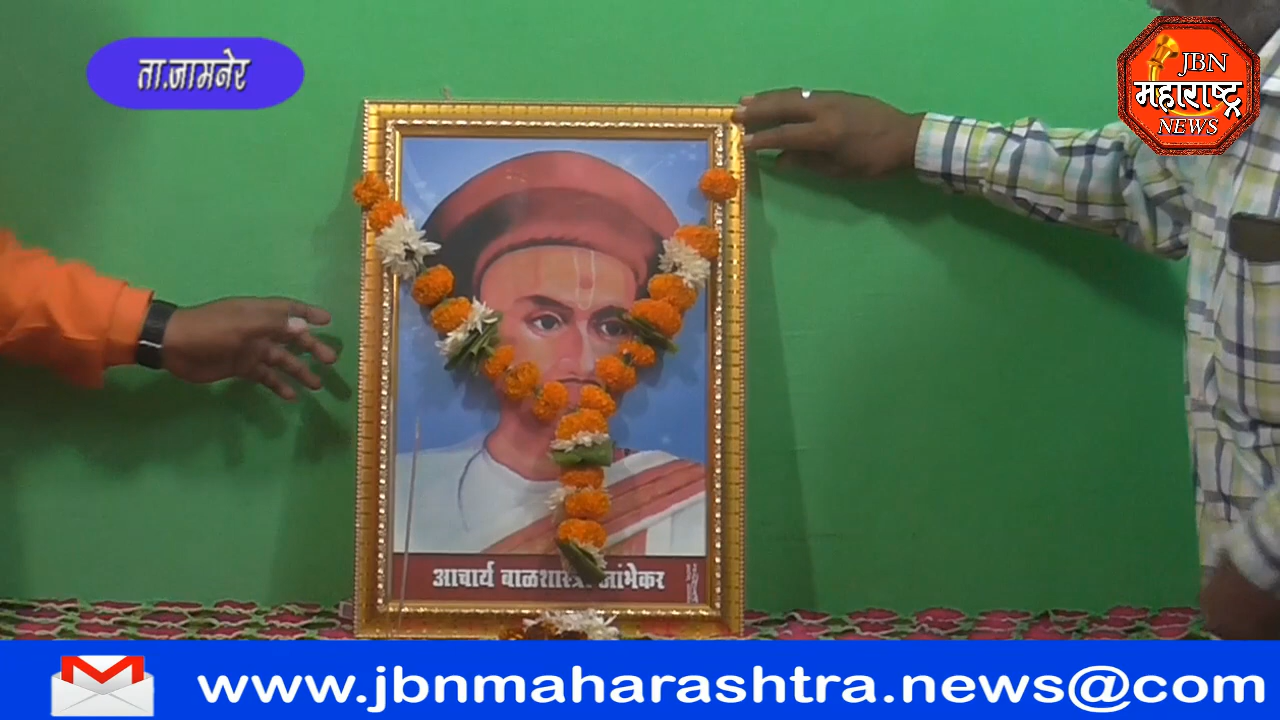 ता.जामनेर
JBN
महाराष्ट्र
NEWS
आचार्य बाळशास्त्री जांभेकर
www.jbnmaharashtra.news@com